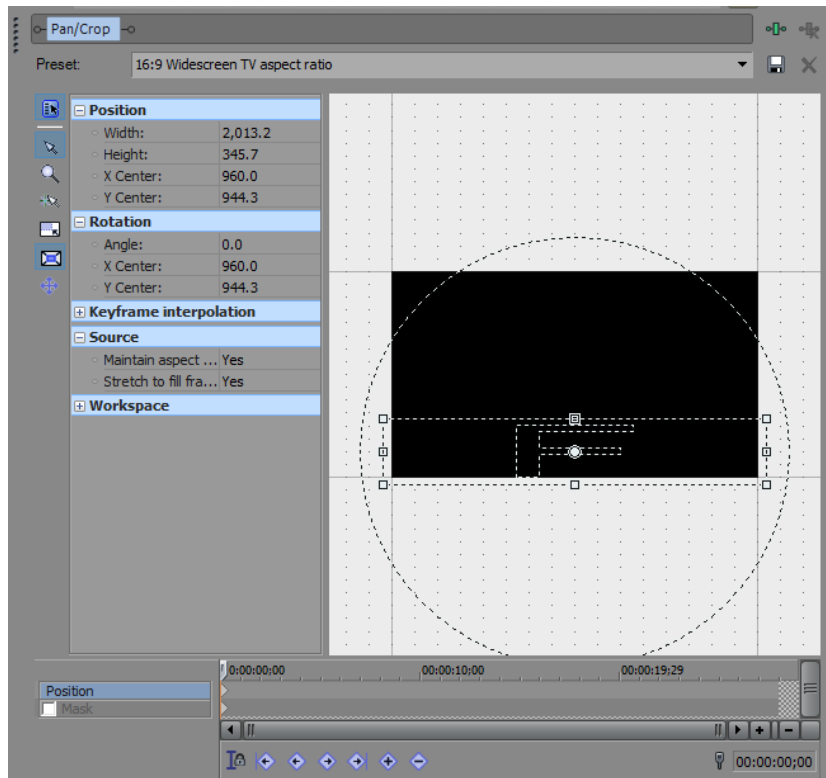 Pan/Crop
Preset: 16:9 Widescreen TV aspect ratio
Position
Width: 2,013.2
Height: 345.7
X Center: 960.0
Y Center: 944.3
Rotation
Angle: 0.0
X Center: 960.0
Y Center: 944.3
Keyframe interpolation
Source
Maintain aspect ... Yes
Stretch to fill fra... Yes
Workspace
F
0:00:00;00 00:00:10;00 00:00:19;29
Position
Mask
00:00:00;00